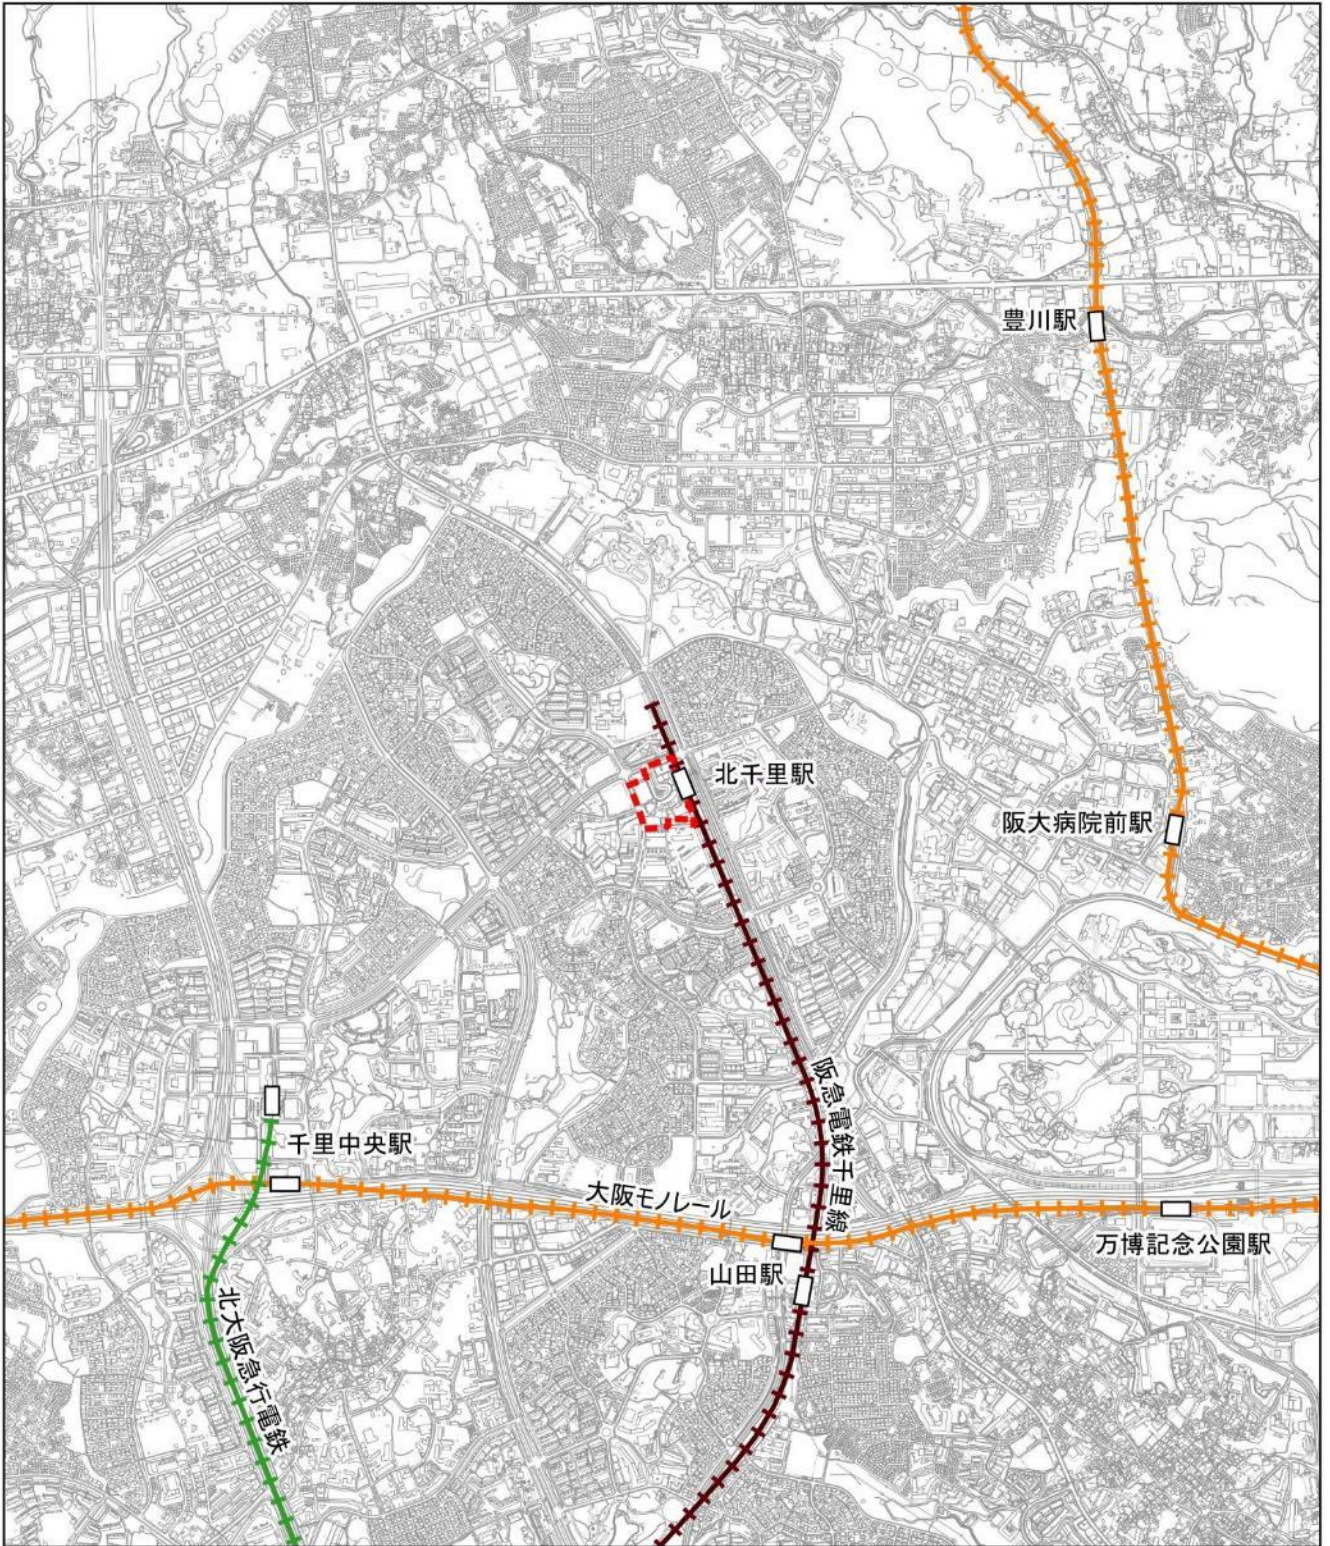 豊川駅
北千里駅
阪大病院前駅
阪急電鉄千里線
千里中央駅
大阪モノレール
万博記念公園駅
山田駅
北大阪急行電鉄